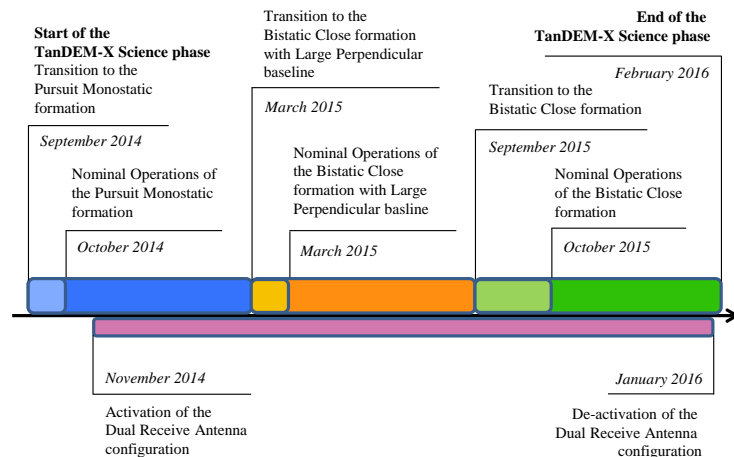 Start of the
TanDEM-X Science phase
Transition to the
Pursuit Monostatic
formation
September 2014
Nominal Operations of
the Pursuit Monostatic
formation
October 2014
Transition to the
Bistatic Close formation
with Large Perpendicular
baseline
March 2015
Nominal Operations of
the Bistatic Close
formation with Large
Perpendicular basline
March 2015
Transition to the
Bistatic Close formation
September 2015
Nominal Operations
of the Bistatic Close
formation
October 2015
End of the
TanDEM-X Science phase
February 2016
November 2014
Activation of the
Dual Receive Antenna
configuration
January 2016
De-activation of the
Dual Receive Antenna
configuration